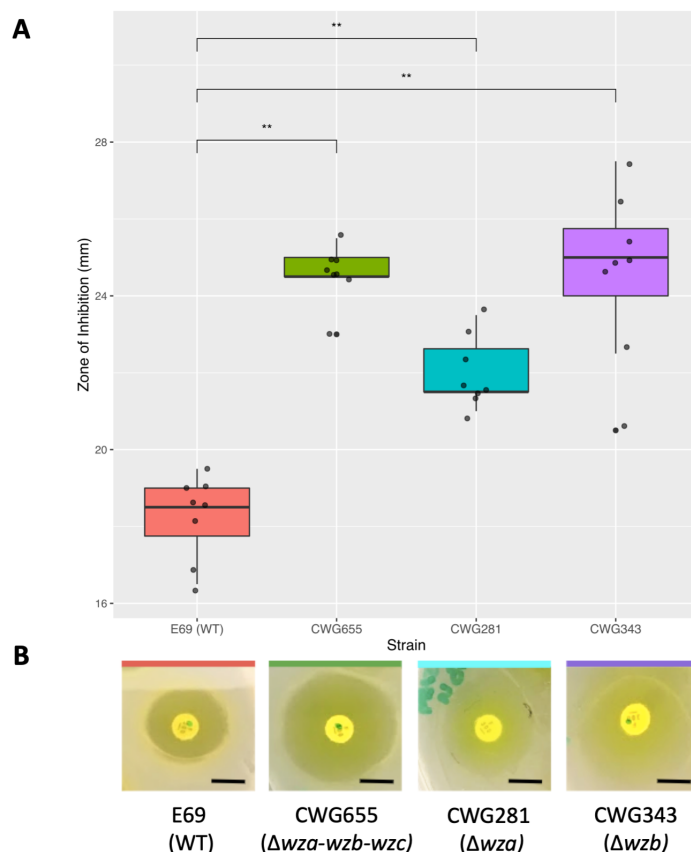 A
**
**
**
28
24
20
16
Zone of Inhibition (mm)
E69 (WT) CWG655 CWG281 CWG343
Strain
B
E69 CWG655 CWG281 CWG343
(WT) (Δwza-wzb-wzc) (Δwza) (Δwzb)